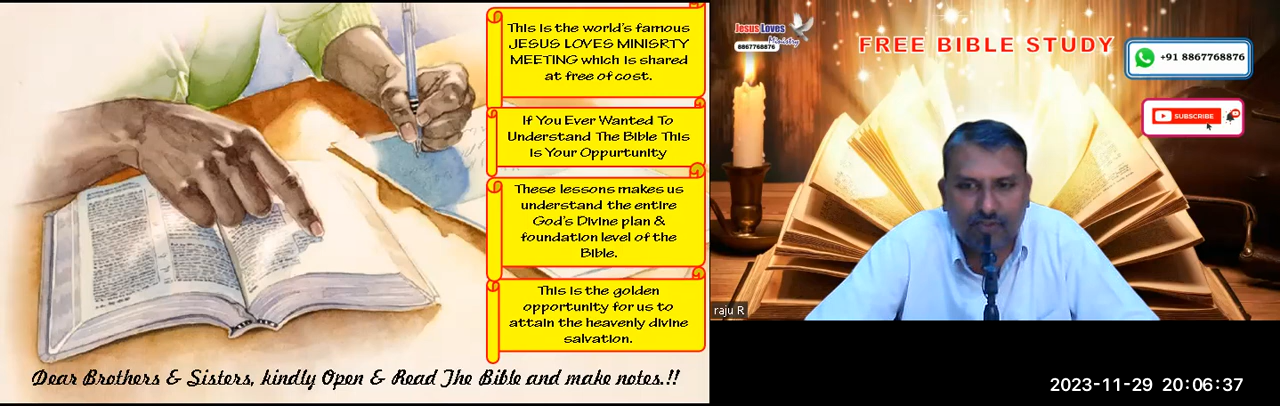 This is the world's famous
JESUS LOVES MINISRTY
MEETING which is shared
at free of cost.
If You Ever Wanted To
Understand The Bible This
is Your Oppurtunity
These lessons makes us
understand the entire
God's Divine plan &
foundation level of the
Bible.
This is the golden
opportunity for us to
attain the heavenly divine
salvation.
Dear Brothers & Sisters, kindly Open & Read The Bible and make notes.!!
Jesus Loves
Ministry
8867768876
FREE BIBLE STUDY
+91 8867768876
SUBSCRIBE
raju R
2023-11-29 20:06:37